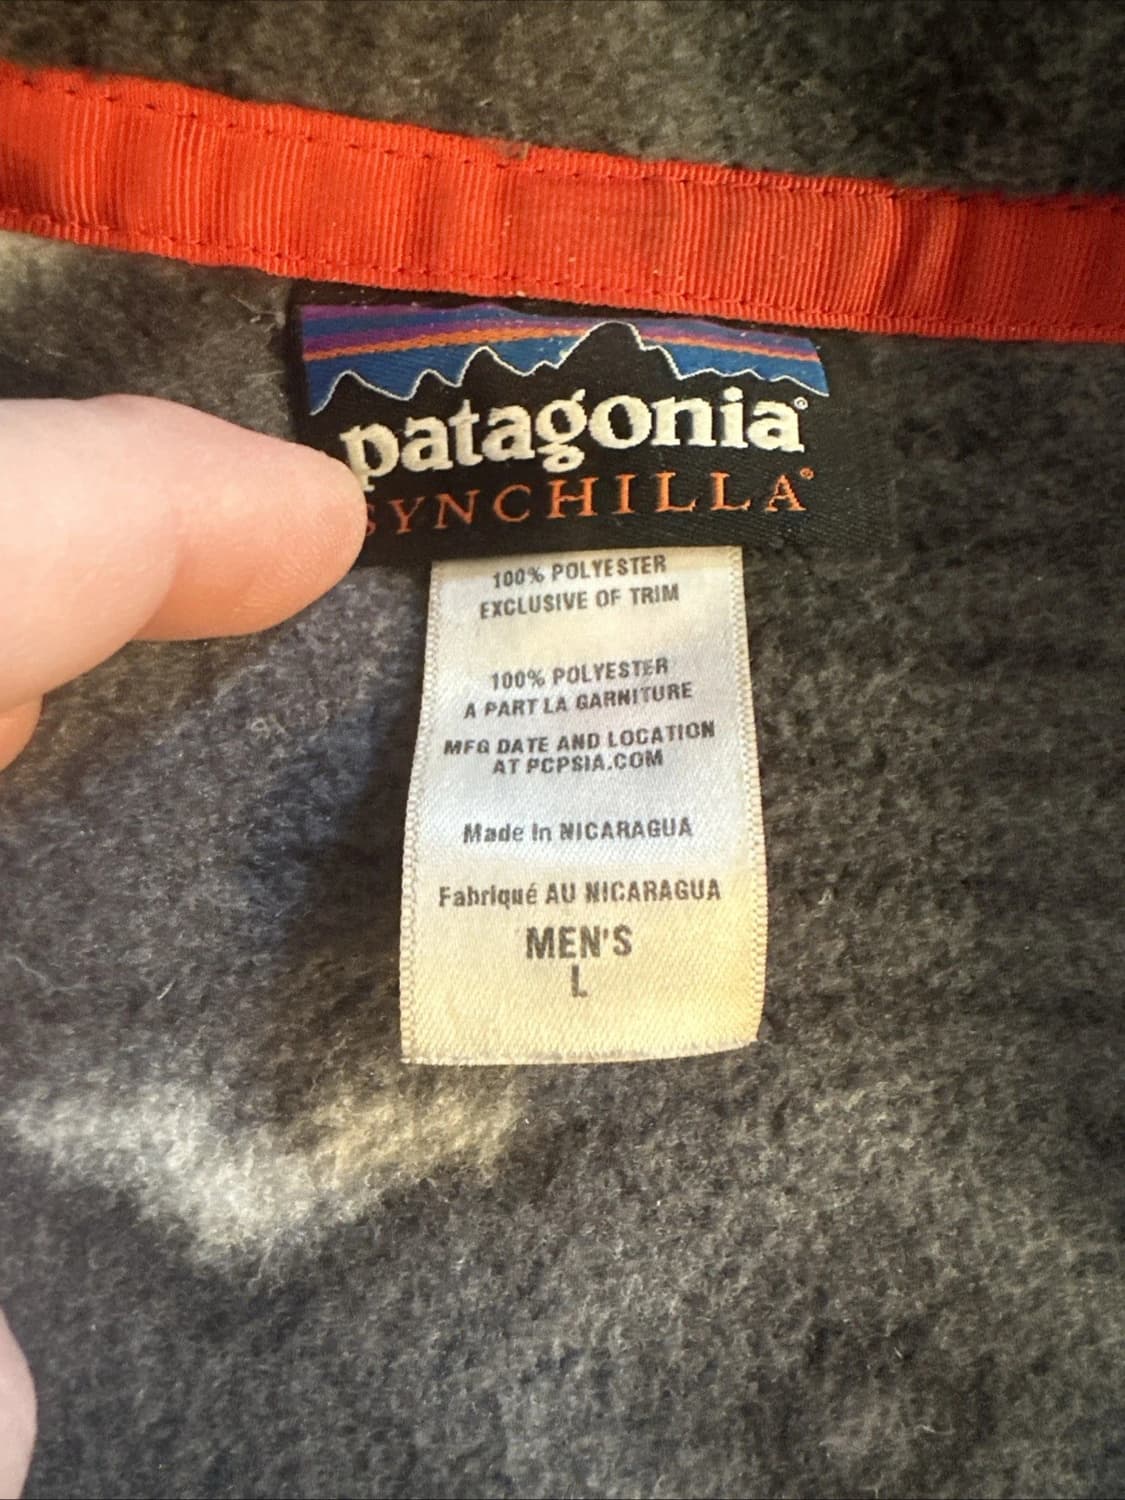 patagonia®
SYNCHILLA®
100% POLYESTER
EXCLUSIVE OF TRIM
100% POLYESTER
A PART LA GARNITURE
MFG DATE AND LOCATION
AT PCPSIA.COM
Made In NICARAGUA
Fabriqué AU NICARAGUA
MEN'S
L